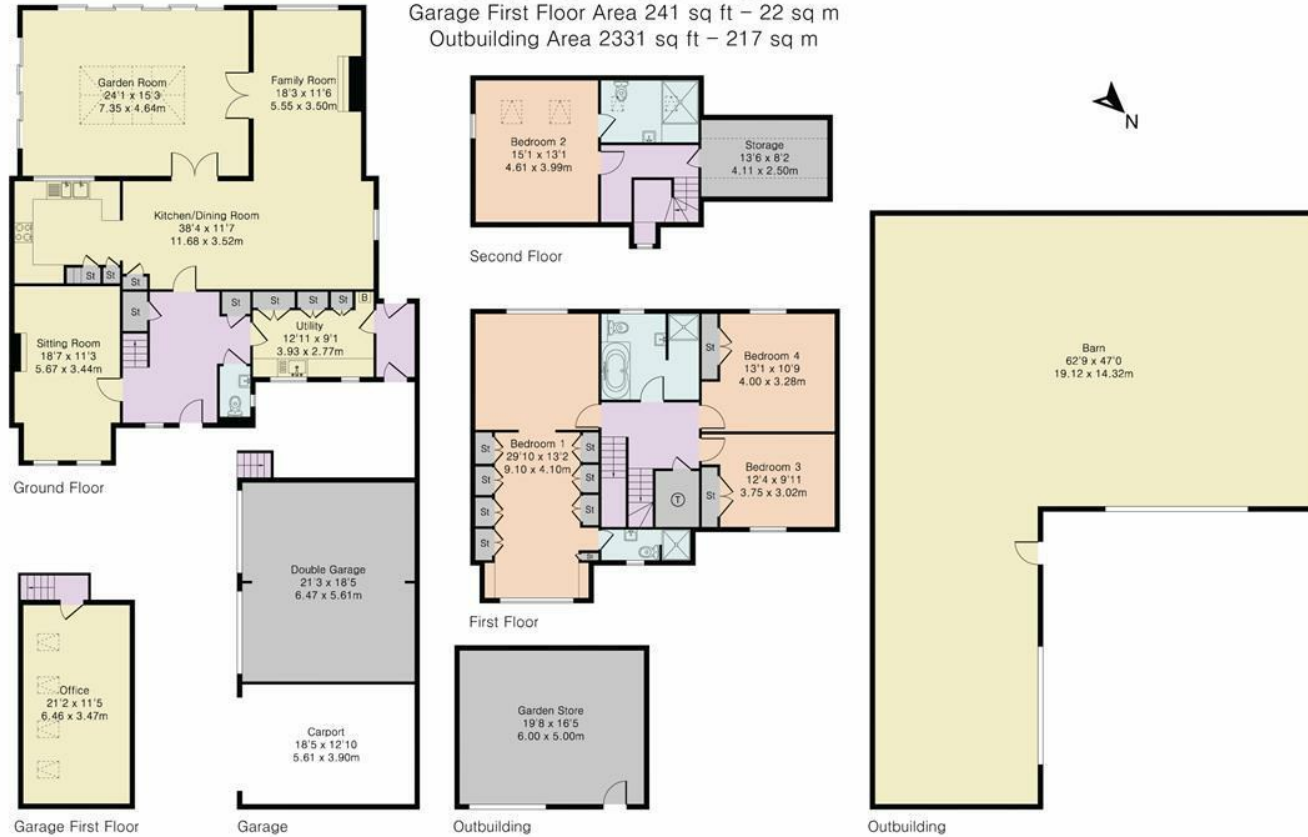 Garage First Floor Area 241 sq ft – 22 sq m
Outbuilding Area 2331 sq ft – 217 sq m
Garden Room
24'1 x 15'3
7.35 x 4.64m
Family Room
18'3 x 11'6
5.55 x 3.50m
Kitchen/Dining Room
38'4 x 11'7
11.68 x 3.52m
St
St
St
St
St
St
St
St
B
Utility
12'11 x 9'1
3.93 x 2.77m
Sitting Room
18'7 x 11'3
5.67 x 3.44m
Ground Floor
Bedroom 2
15'1 x 13'1
4.61 x 3.99m
Storage
13'6 x 8'2
4.11 x 2.50m
Second Floor
N
Bedroom 4
13'1 x 10'9
4.00 x 3.28m
St
Bedroom 1
29'10 x 13'2
9.10 x 4.10m
St
St
St
St
St
St
St
Bedroom 3
12'4 x 9'11
3.75 x 3.02m
St
T
First Floor
Barn
62'9 x 47'0
19.12 x 14.32m
Outbuilding
Double Garage
21'3 x 18'5
6.47 x 5.61m
Carport
18'5 x 12'10
5.61 x 3.90m
Garage
Office
21'2 x 11'5
6.46 x 3.47m
Garage First Floor
Garden Store
19'8 x 16'5
6.00 x 5.00m
Outbuilding